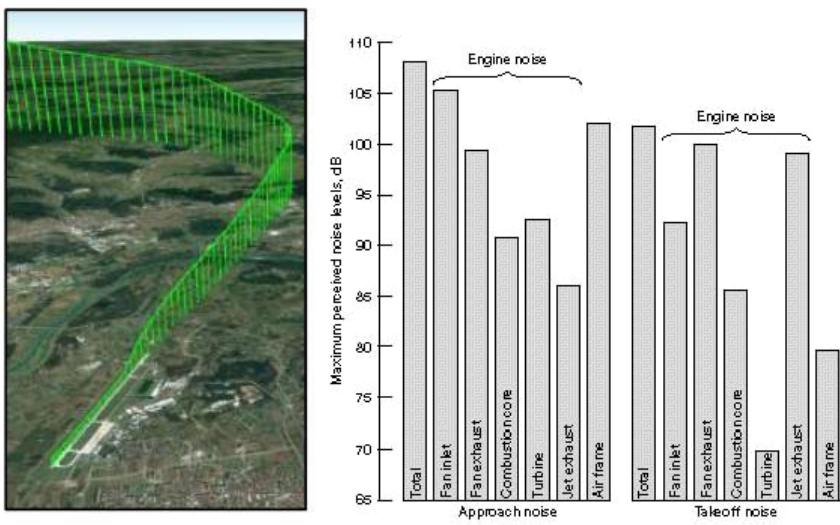 110
105
100
95
90
85
80
75
70
65
Maximum perceived noise levels, dB
Engine noise
Total
Fan inlet
Fan exhaust
Combustion core
Turbine
Jet exhaust
Air frame
Approach noise
Engine noise
Total
Fan inlet
Fan exhaust
Combustion core
Turbine
Jet exhaust
Air frame
Takeoff noise